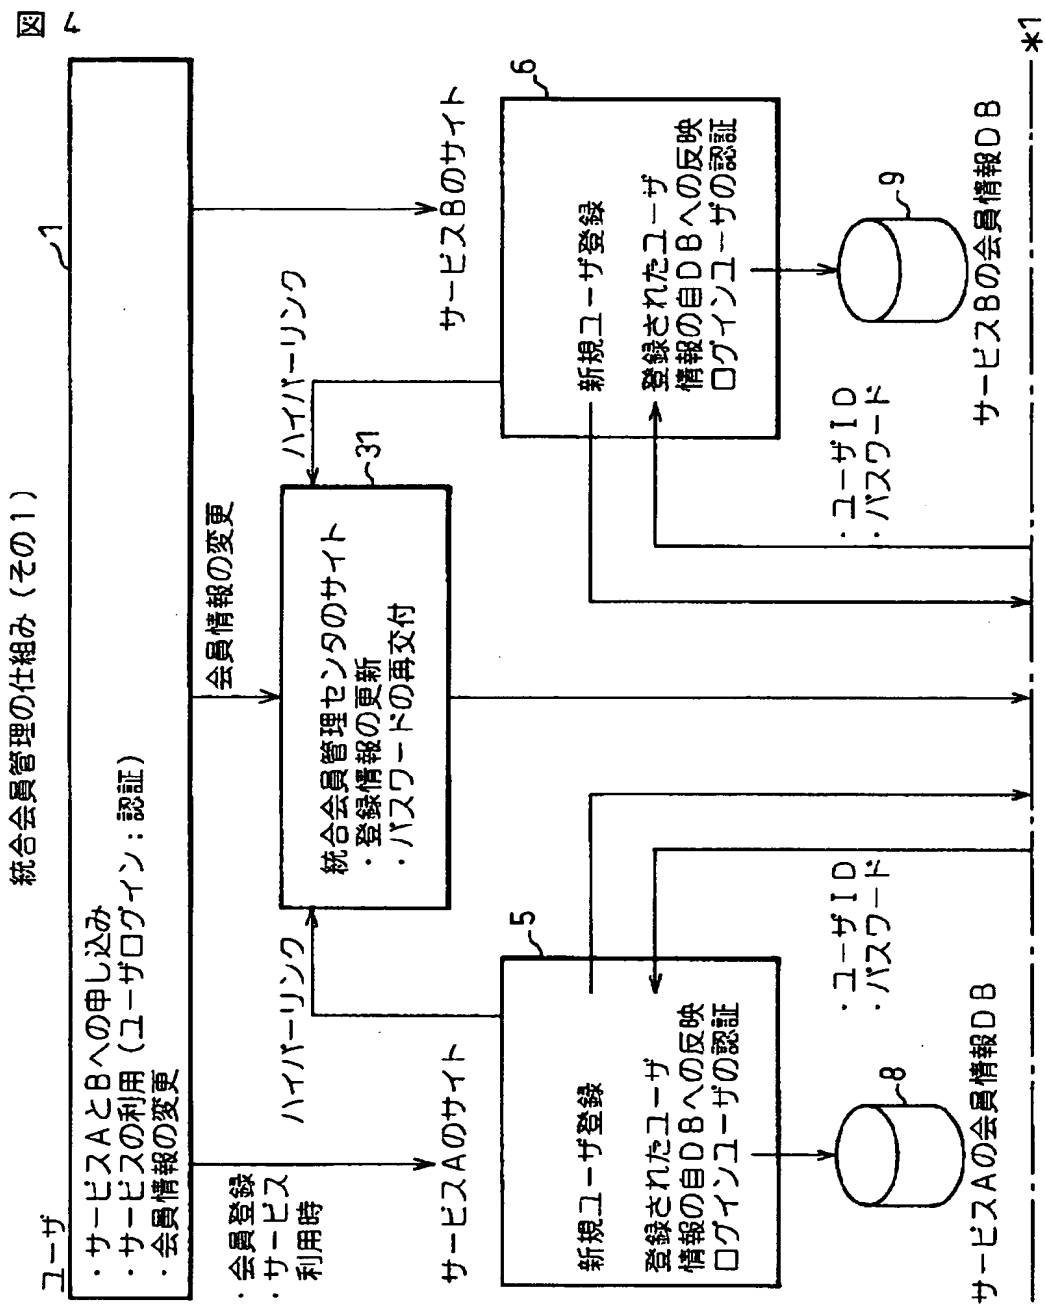 図 4
統合会員管理の仕組み (その1)
ユーザ
1
・サービスAとBへの申し込み
・サービスの利用 (ユーザログイン:認証)
・会員情報の変更
・会員登録
・サービス
利用時
会員情報の変更
ハイパーリンク
ハイパーリンク
31
統合会員管理センタのサイト
・登録情報の更新
・パスワードの再交付
サービスAのサイト
5
新規ユーザ登録
登録されたユーザ
情報の自DBへの反映
ログインユーザの認証
サービスBのサイト
6
新規ユーザ登録
登録されたユーザ
情報の自DBへの反映
ログインユーザの認証
・ユーザID
・パスワード
・ユーザID
・パスワード
8
サービスAの会員情報DB
9
サービスBの会員情報DB
*1